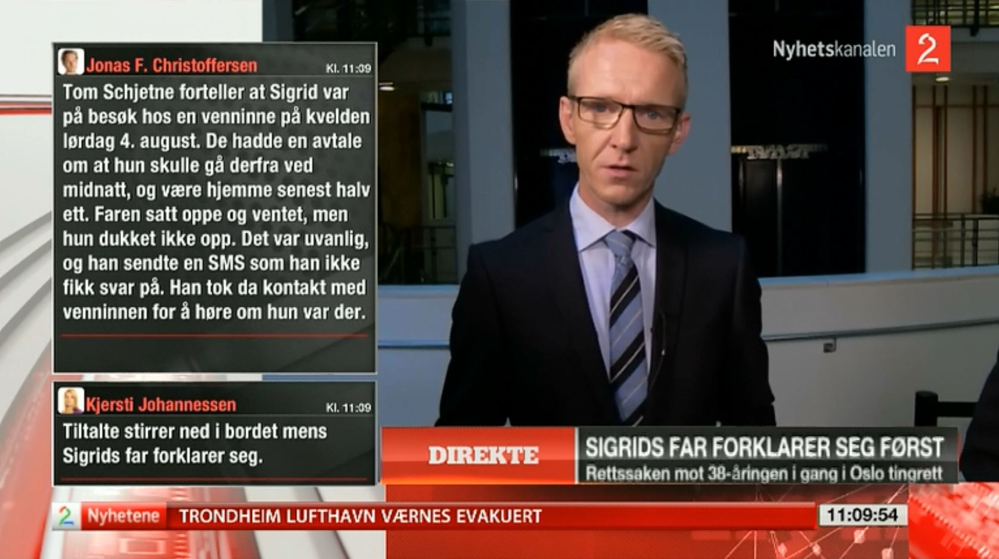 Jonas F. Christoffersen
Kl. 11:09
Tom Schjetne forteller at Sigrid var
på besøk hos en venninne på kvelden
lørdag 4. august. De hadde en avtale
om at hun skulle gå derfra ved
midnatt, og være hjemme senest halv
ett. Faren satt oppe og ventet, men
hun dukket ikke opp. Det var uvanlig,
og han sendte en SMS som han ikke
fikk svar på. Han tok da kontakt med
venninnen for å høre om hun var der.
Kjersti Johannessen
Kl. 11:09
Tiltalte stirrer ned i bordet mens
Sigrids far forklarer seg.
Nyhetskanalen 2
DIREKTE
SIGRIDS FAR FORKLARER SEG FØRST
Rettssaken mot 38-åringen i gang i Oslo tingrett
2 Nyhetene
TRONDHEIM LUFTHAVN VÆRNES EVAKUERT
11:09:54